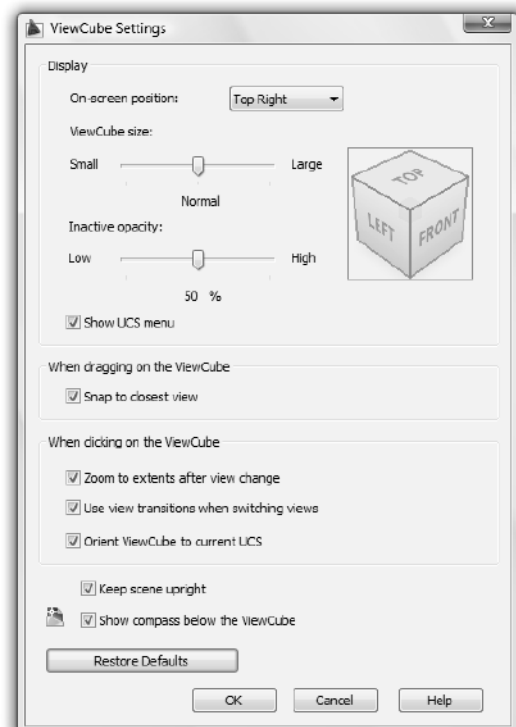 ViewCube Settings
Display
On-screen position: Top Right
ViewCube size:
Small Large
Normal
TOP
LEFT FRONT
Inactive opacity:
Low High
50 %
Show UCS menu
When dragging on the ViewCube
Snap to closest view
When clicking on the ViewCube
Zoom to extents after view change
Use view transitions when switching views
Orient ViewCube to current UCS
Keep scene upright
Show compass below the ViewCube
Restore Defaults
OK Cancel Help